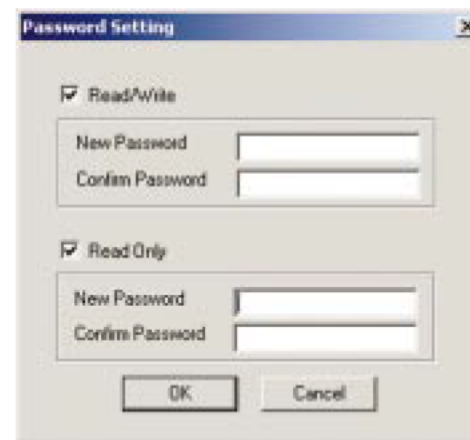 Password Setting
Read/Write
New Password
Confirm Password
Read Only
New Password
Confirm Password
OK
Cancel